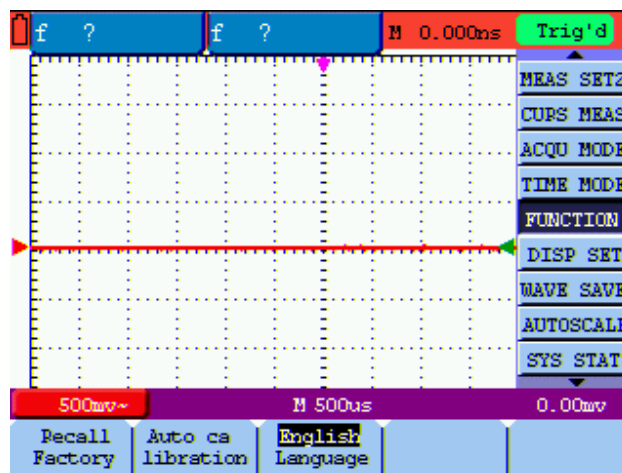 f ?
f ?
M 0.000ns
Trig'd
MEAS SET2
CURS MEAS
ACQU MODE
TIME MODE
FUNCTION
DISP SET
WAVE SAVE
AUTOSCALE
SYS STAT
500mv~
M 500us
0.00mv
Recall
Factory
Auto ca
libration
English
Language